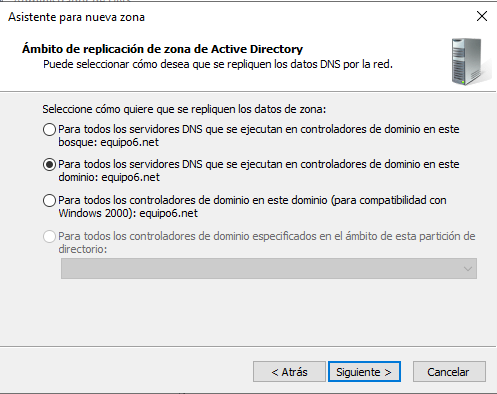 Asistente para nueva zona
Ámbito de replicación de zona de Active Directory
Puede seleccionar cómo desea que se repliquen los datos DNS por la red.
Seleccione cómo quiere que se repliquen los datos de zona:
Para todos los servidores DNS que se ejecutan en controladores de dominio en este
bosque: equipo6.net
Para todos los servidores DNS que se ejecutan en controladores de dominio en este
dominio: equipo6.net
Para todos los controladores de dominio en este dominio (para compatibilidad con
Windows 2000): equipo6.net
Para todos los controladores de dominio especificados en el ámbito de esta partición de
directorio:
< Atrás
Siguiente >
Cancelar